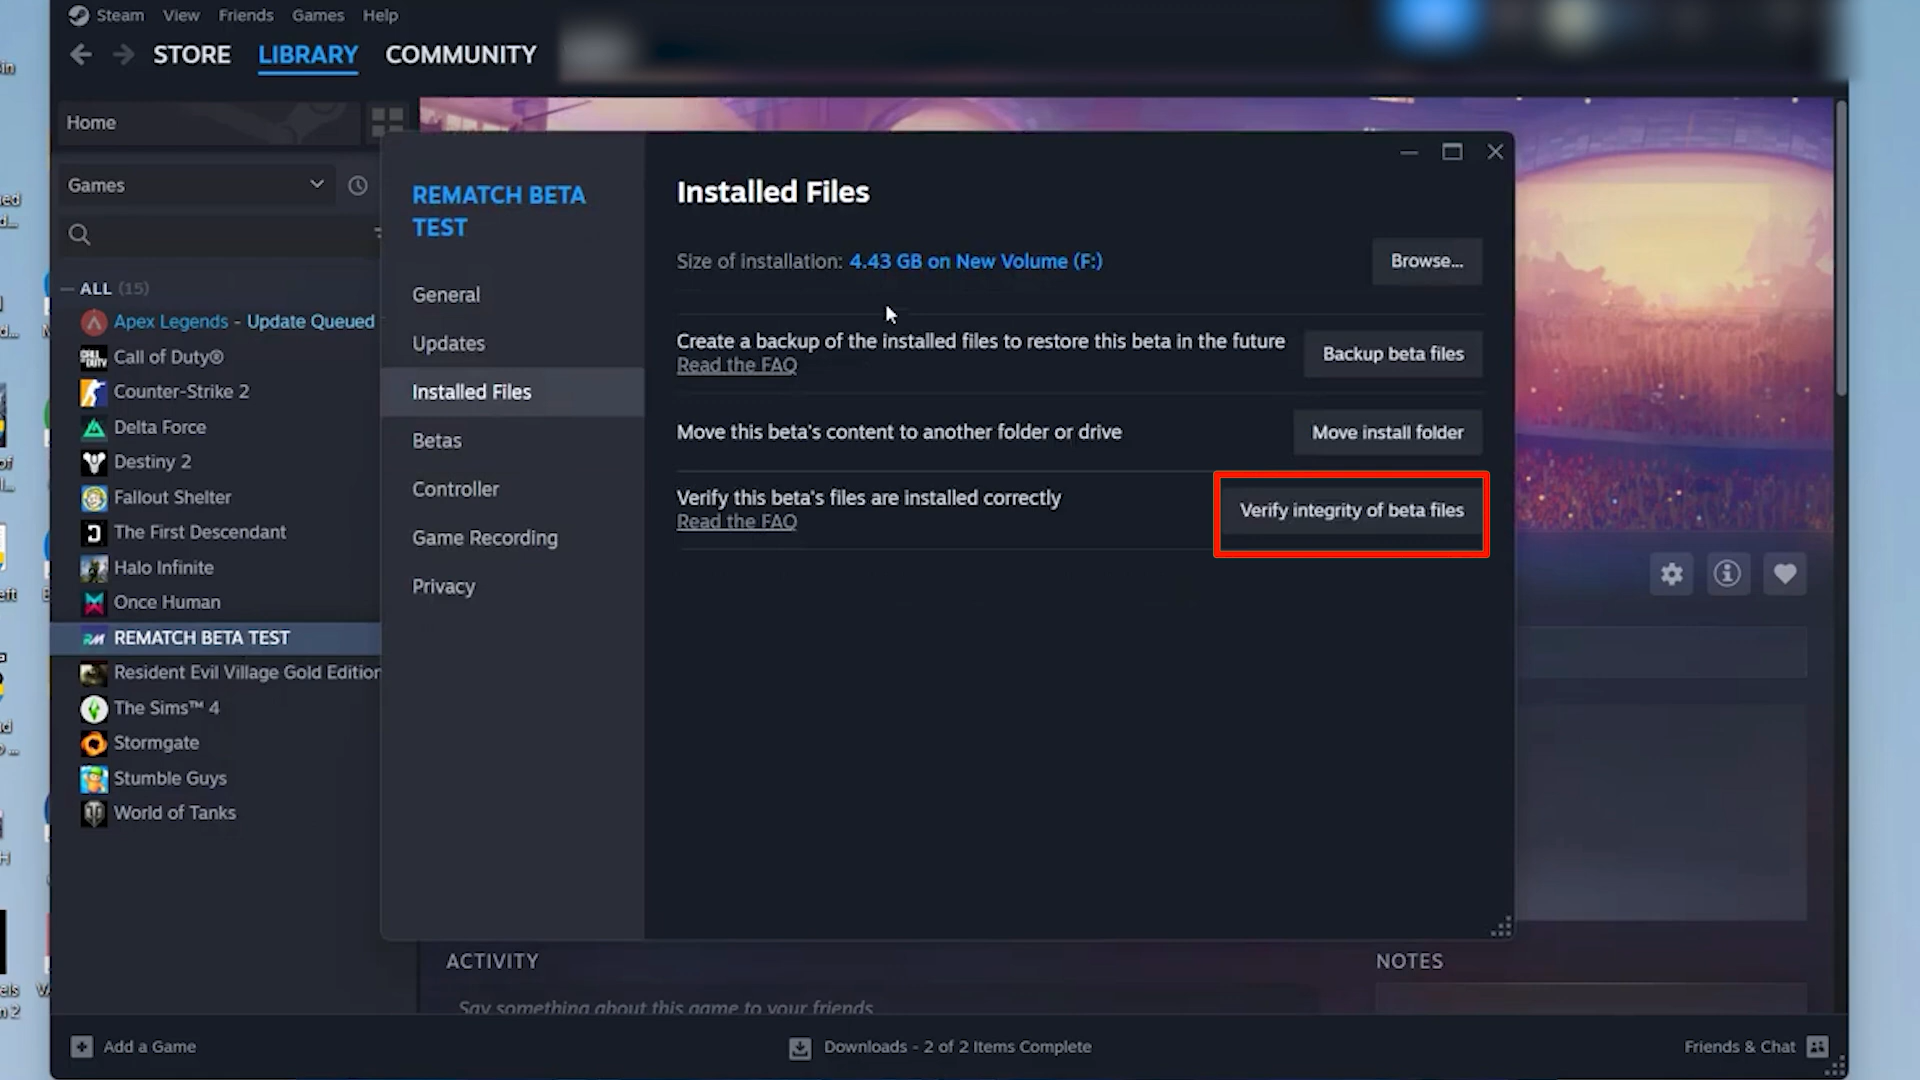 Steam View Friends Games Help
STORE LIBRARY COMMUNITY
Home
Games
ALL (15)
Apex Legends - Update Queued
Call of Duty®
Counter-Strike 2
Delta Force
Destiny 2
Fallout Shelter
The First Descendant
Halo Infinite
Once Human
REMATCH BETA TEST
Resident Evil Village Gold Edition
The Sims™ 4
Stormgate
Stumble Guys
World of Tanks
REMATCH BETA
TEST
General
Updates
Installed Files
Betas
Controller
Game Recording
Privacy
Installed Files
Size of installation: 4.43 GB on New Volume (F:)
Browse...
Create a backup of the installed files to restore this beta in the future
Read the FAQ
Backup beta files
Move this beta's content to another folder or drive
Move install folder
Verify this beta's files are installed correctly
Read the FAQ
Verify integrity of beta files
ACTIVITY
NOTES
Say something about this game to your friends
Add a Game
Downloads - 2 of 2 Items Complete
Friends & Chat